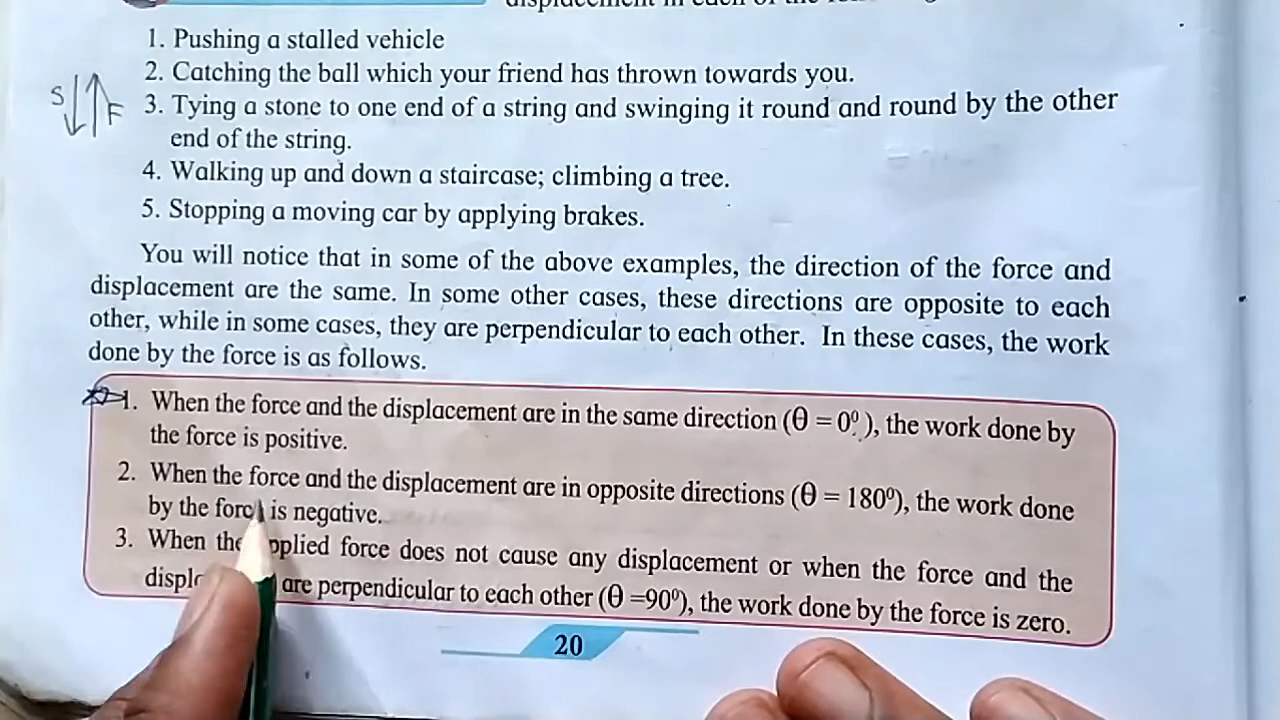 1. Pushing a stalled vehicle
2. Catching the ball which your friend has thrown towards you.
S F
3. Tying a stone to one end of a string and swinging it round and round by the other
end of the string.
4. Walking up and down a staircase; climbing a tree.
5. Stopping a moving car by applying brakes.
You will notice that in some of the above examples, the direction of the force and
displacement are the same. In some other cases, these directions are opposite to each
other, while in some cases, they are perpendicular to each other. In these cases, the work
done by the force is as follows.
1. When the force and the displacement are in the same direction (θ = 0⁰), the work done by
the force is positive.
2. When the force and the displacement are in opposite directions (θ = 180⁰), the work done
by the force is negative.
3. When the applied force does not cause any displacement or when the force and the
are perpendicular to each other (θ =90⁰), the work done by the force is zero.
20